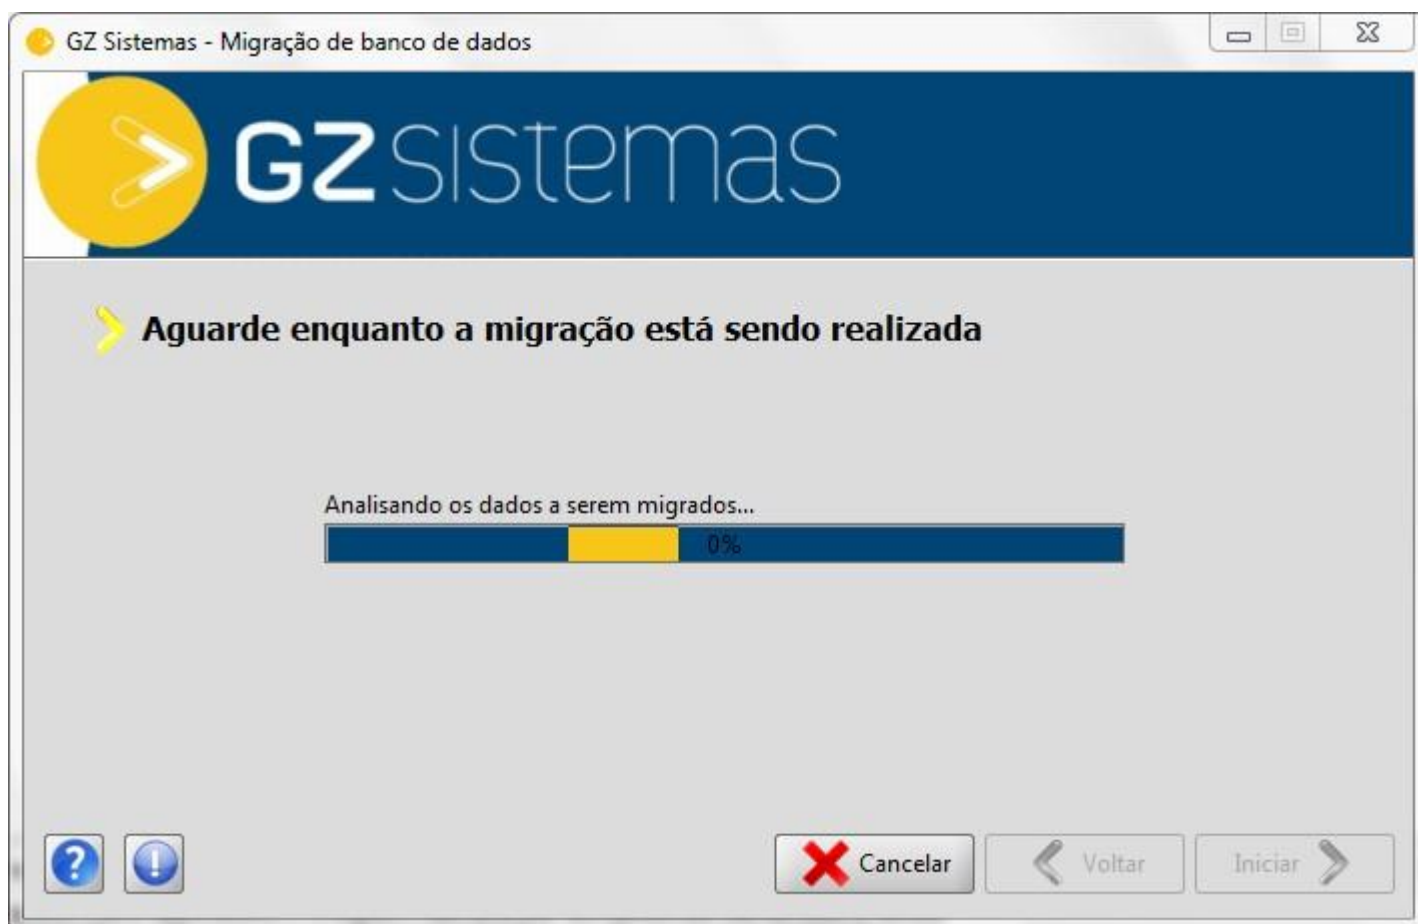 GZ Sistemas - Migração de banco de dados
GZsistemas
Aguarde enquanto a migração está sendo realizada
Analisando os dados a serem migrados...
0%
Cancelar
Voltar
Iniciar